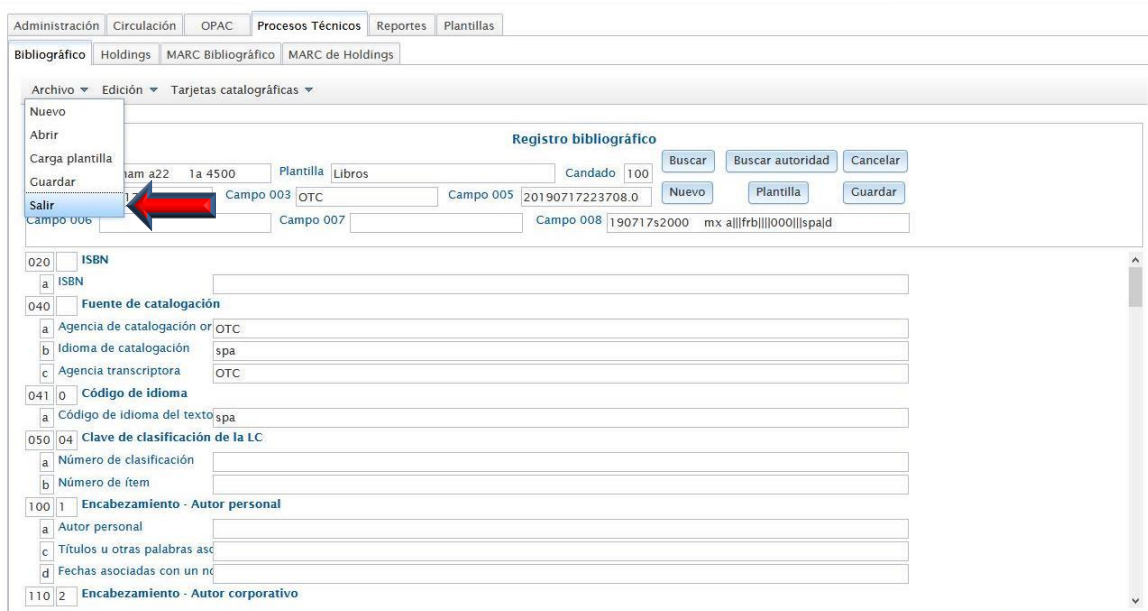 Administración Circulación OPAC Procesos Técnicos Reportes Plantillas
Bibliográfico Holdings MARC Bibliográfico MARC de Holdings
Archivo Edición Tarjetas catalográficas
Nuevo
Abrir
Carga plantilla
Guardar
Salir
Registro bibliográfico
nam a22 1a 4500 Plantilla Libros Candado 100 Buscar Buscar autoridad Cancelar
Campo 003 OTC Campo 005 20190717223708.0 Nuevo Plantilla Guardar
Campo 006 Campo 007 Campo 008 190717s2000 mx a|||frb||||000|||spa|d
020 ISBN
a ISBN
040 Fuente de catalogación
a Agencia de catalogación or OTC
b Idioma de catalogación spa
c Agencia transcriptora OTC
041 0 Código de idioma
a Código de idioma del texto spa
050 04 Clave de clasificación de la LC
a Número de clasificación
b Número de ítem
100 1 Encabezamiento - Autor personal
a Autor personal
c Títulos u otras palabras aso
d Fechas asociadas con un no
110 2 Encabezamiento - Autor corporativo